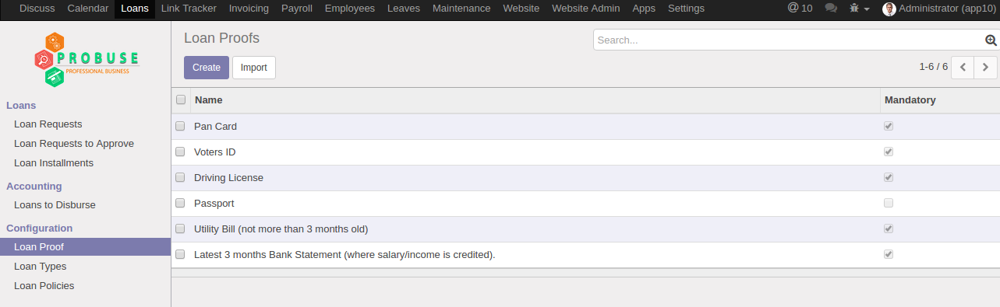 Discuss Calendar Loans Link Tracker Invoicing Payroll Employees Leaves Maintenance Website Website Admin Apps Settings @ 10 Administrator (app10)
PROBUSE
PROFESSIONAL BUSINESS
Loans
Loan Requests
Loan Requests to Approve
Loan Installments
Accounting
Loans to Disburse
Configuration
Loan Proof
Loan Types
Loan Policies
Loan Proofs
Search...
Create Import
1-6 / 6
Name Mandatory
Pan Card
Voters ID
Driving License
Passport
Utility Bill (not more than 3 months old)
Latest 3 months Bank Statement (where salary/income is credited).